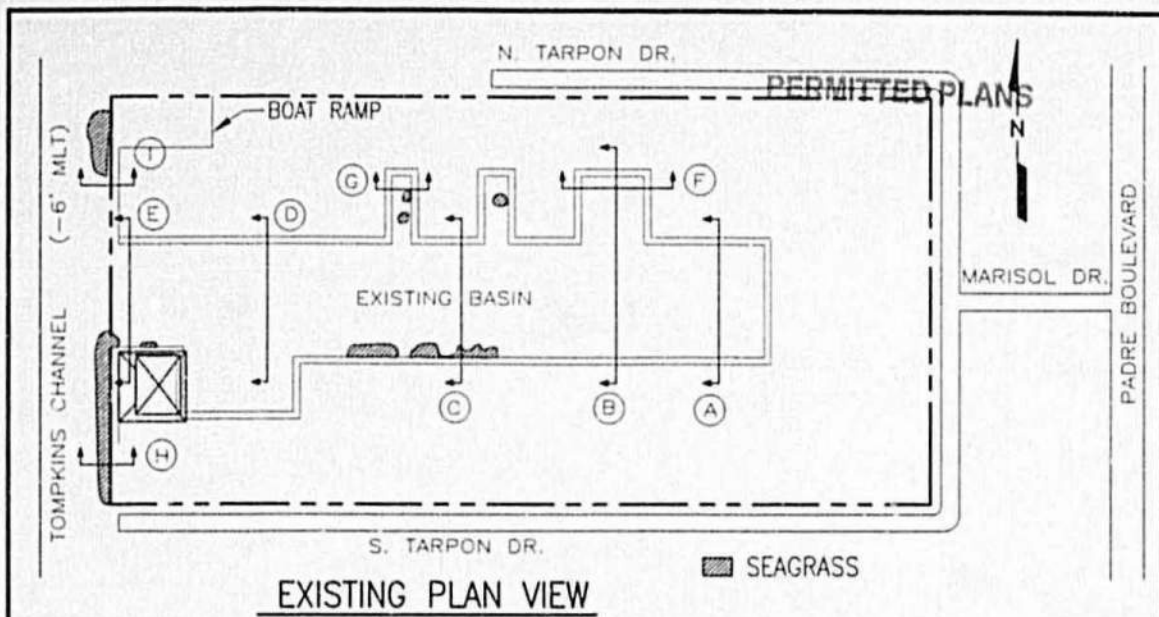 N. TARPON DR.
PERMITTED PLANS
BOAT RAMP
N
TOMPKINS CHANNEL (-6' MLT)
I
G
F
E
D
MARISOL DR.
PADRE BOULEVARD
EXISTING BASIN
C
B
A
H
S. TARPON DR.
SEAGRASS
EXISTING PLAN VIEW